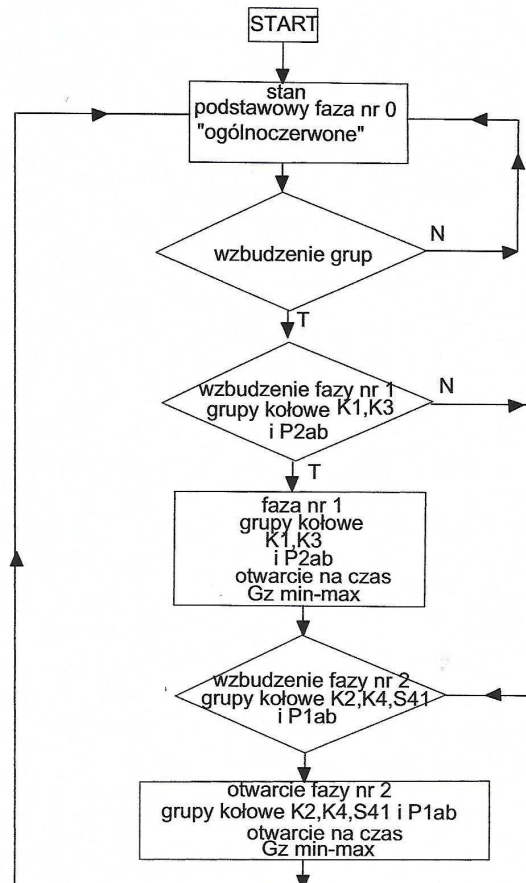 START
stan
podstawowy faza nr 0
"ogólnoczerwone"
wzbudzenie grup
N
T
wzbudzenie fazy nr 1
grupy kołowe K1,K3
i P2ab
N
T
faza nr 1
grupy kołowe
K1,K3
i P2ab
otwarcie na czas
Gz min-max
wzbudzenie fazy nr 2
grupy kołowe K2,K4,S41
i P1ab
otwarcie fazy nr 2
grupy kołowe K2,K4,S41 i P1ab
otwarcie na czas
Gz min-max